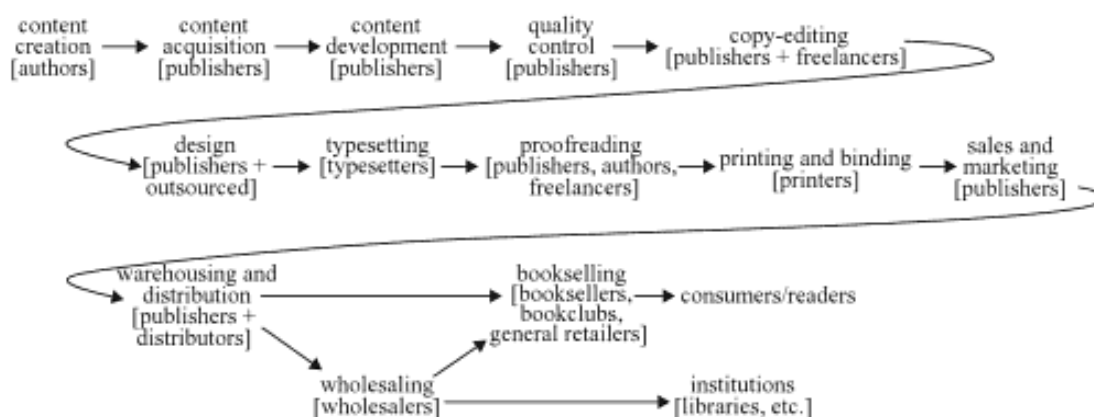 content
creation
[authors]
content
acquisition
[publishers]
content
development
[publishers]
quality
control
[publishers]
copy-editing
[publishers + freelancers]
design
[publishers +
outsourced]
typesetting
[typesetters]
proofreading
[publishers, authors,
freelancers]
printing and binding
[printers]
sales and
marketing
[publishers]
warehousing and
distribution
[publishers +
distributors]
bookselling
[booksellers,
bookclubs,
general retailers]
consumers/readers
wholesaling
[wholesalers]
institutions
[libraries, etc.]